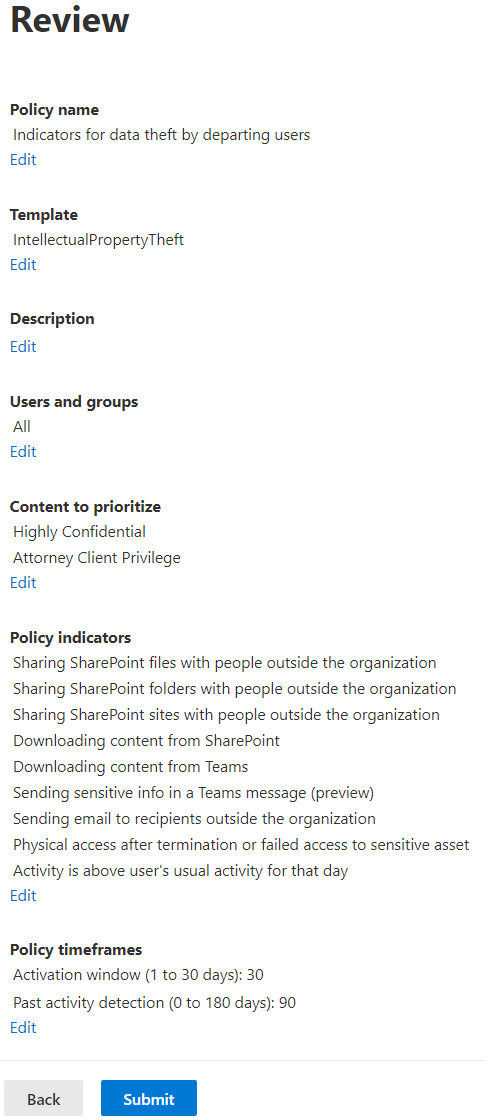 Review
Policy name
Indicators for data theft by departing users
Edit
Template
IntellectualPropertyTheft
Edit
Description
Edit
Users and groups
All
Edit
Content to prioritize
Highly Confidential
Attorney Client Privilege
Edit
Policy indicators
Sharing SharePoint files with people outside the organization
Sharing SharePoint folders with people outside the organization
Sharing SharePoint sites with people outside the organization
Downloading content from SharePoint
Downloading content from Teams
Sending sensitive info in a Teams message (preview)
Sending email to recipients outside the organization
Physical access after termination or failed access to sensitive asset
Activity is above user's usual activity for that day
Edit
Policy timeframes
Activation window (1 to 30 days): 30
Past activity detection (0 to 180 days): 90
Edit
Back Submit